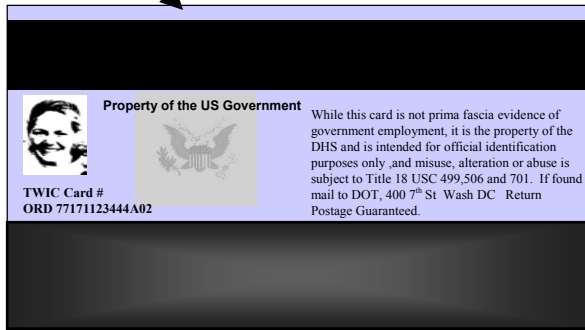 Property of the US Government
While this card is not prima fascia evidence of
government employment, it is the property of the
DHS and is intended for official identification
purposes only ,and misuse, alteration or abuse is
subject to Title 18 USC 499,506 and 701.  If found
mail to DOT, 400 7th St  Wash DC   Return
Postage Guaranteed.
TWIC Card #
ORD 77171123444A02